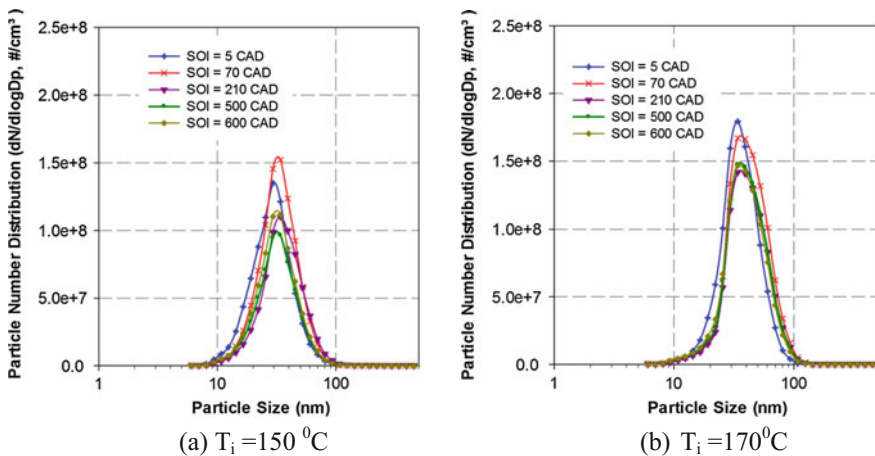 Particle Number Distribution (dN/dlogDp, #/cm³)
2.5e+8
2.0e+8
1.5e+8
1.0e+8
5.0e+7
0.0
SOI = 5 CAD
SOI = 70 CAD
SOI = 210 CAD
SOI = 500 CAD
SOI = 600 CAD
1 10 100
Particle Size (nm)
(a) Tᵢ =150 ⁰C
Particle Number Distribution (dN/dlogDp, #/cm³)
2.5e+8
2.0e+8
1.5e+8
1.0e+8
5.0e+7
0.0
SOI = 5 CAD
SOI = 70 CAD
SOI = 210 CAD
SOI = 500 CAD
SOI = 600 CAD
1 10 100
Particle Size (nm)
(b) Tᵢ =170⁰C